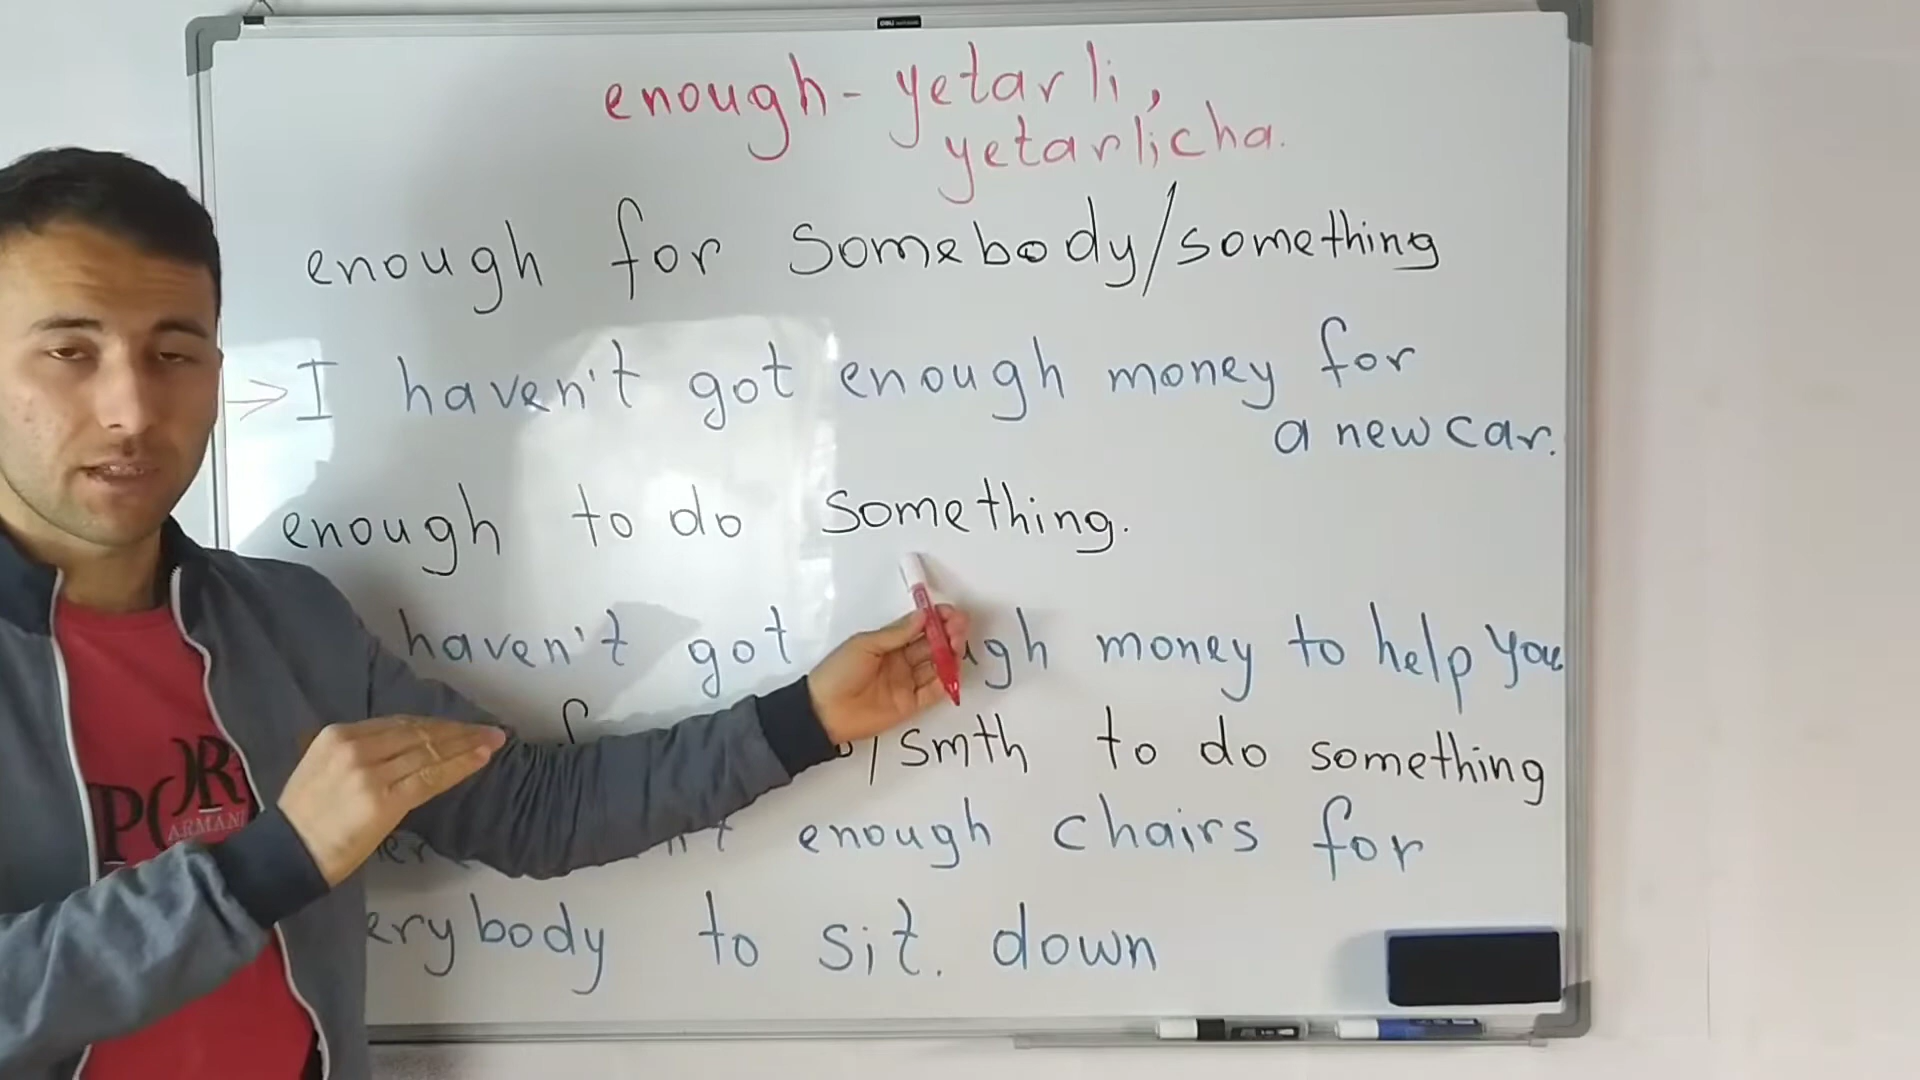 enough - yetarli,
yetarlicha.
enough for somebody/something
I haven't got enough money for
a new car.
enough to do something.
haven't got money to help you
/smth to do something
enough chairs for
to sit. down
ARMANI